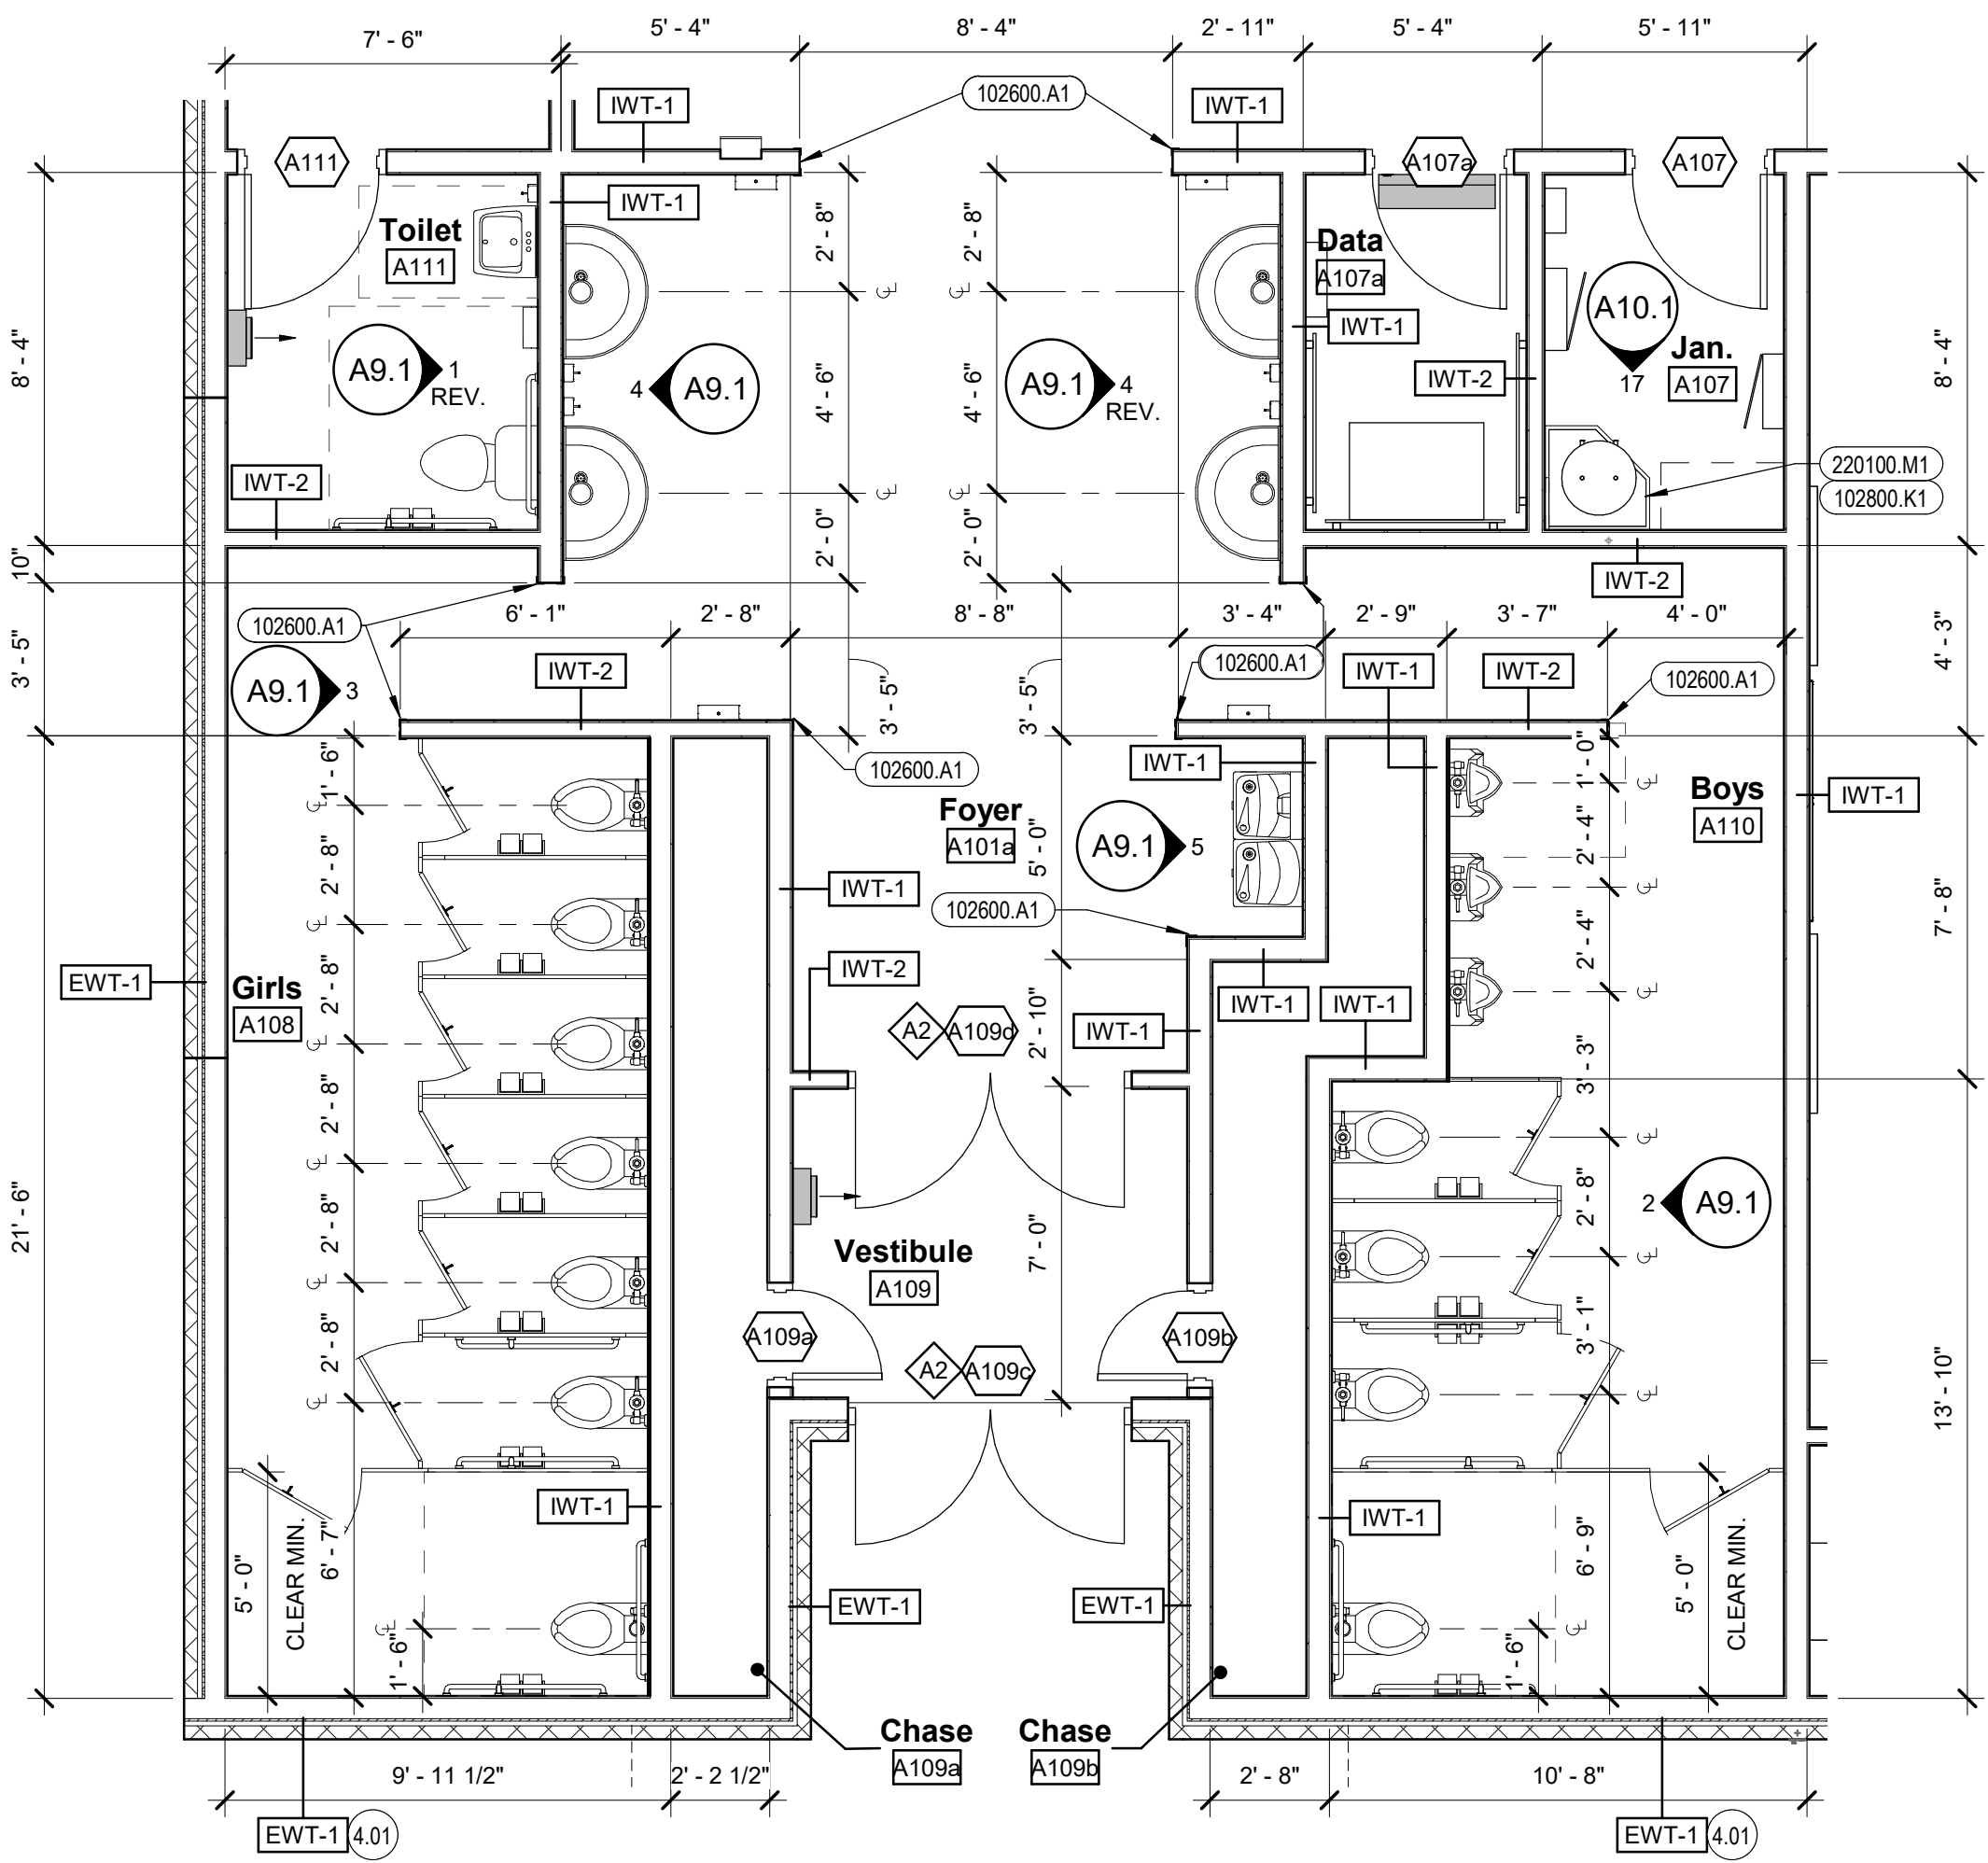 7' - 6"
5' - 4"
8' - 4"
2' - 11"
5' - 4"
5' - 11"
IWT-1
102600.A1
IWT-1
A111
A107a
A107
IWT-1
Toilet
A111
2' - 8"
2' - 8"
Data
A107a
A10.1
17
IWT-1
Jan.
A107
8' - 4"
A9.1
1
REV.
4
A9.1
4' - 6"
4' - 6"
A9.1
4
REV.
IWT-2
8' - 4"
IWT-2
220100.M1
102800.K1
10"
2' - 0"
2' - 0"
IWT-2
102600.A1
6' - 1"
2' - 8"
8' - 8"
3' - 4"
2' - 9"
3' - 7"
4' - 0"
3' - 5"
4' - 3"
A9.1
3
IWT-2
3' - 5"
3' - 5"
102600.A1
IWT-1
IWT-2
102600.A1
1' - 6"
102600.A1
IWT-1
1' - 0"
Foyer
A101a
A9.1
5
5' - 0"
2' - 4"
Boys
A110
IWT-1
2' - 8"
IWT-1
102600.A1
2' - 4"
7' - 8"
EWT-1
Girls
A108
2' - 8"
IWT-2
A2
A109d
2' - 10"
IWT-1
IWT-1
IWT-1
3' - 3"
2' - 8"
21' - 6"
2' - 8"
2' - 8"
2
A9.1
Vestibule
A109
7' - 0"
2' - 8"
A109a
A109b
3' - 1"
A2
A109c
13' - 10"
IWT-1
IWT-1
5' - 0"
CLEAR MIN.
6' - 7"
6' - 9"
5' - 0"
CLEAR MIN.
EWT-1
EWT-1
1' - 6"
1' - 6"
Chase
A109a
Chase
A109b
9' - 11 1/2"
2' - 2 1/2"
2' - 8"
10' - 8"
EWT-1
4.01
EWT-1
4.01